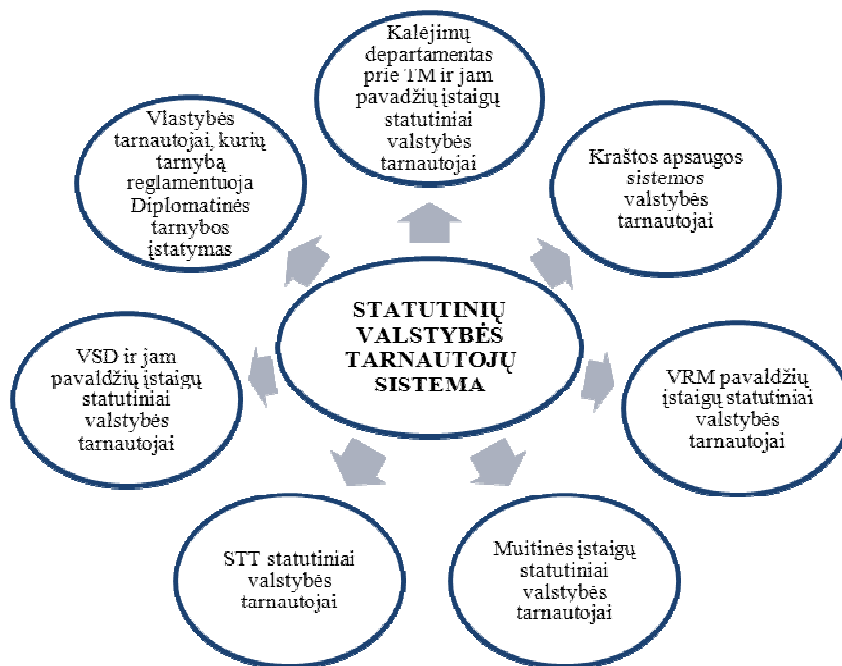 Kalėjimų
departamentas
prie TM ir jam
pavadžių įstaigų
statutiniai
valstybės
tarnautojai
Vlastybės
tarnautojai, kurių
tarnybą
reglamentuoja
Diplomatinės
tarnybos
įstatymas
Kraštos apsaugos
sistemos
valstybės
tarnautojai
STATUTINIŲ
VALSTYBĖS
TARNAUTOJŲ
SISTEMA
VSD ir jam
pavaldžių įstaigų
statutiniai
valstybės
tarnautojai
VRM pavaldžių
įstaigų statutiniai
valstybės
tarnautojai
STT statutiniai
valstybės
tarnautojai
Muitinės įstaigų
statutiniai
valstybės
tarnautojai